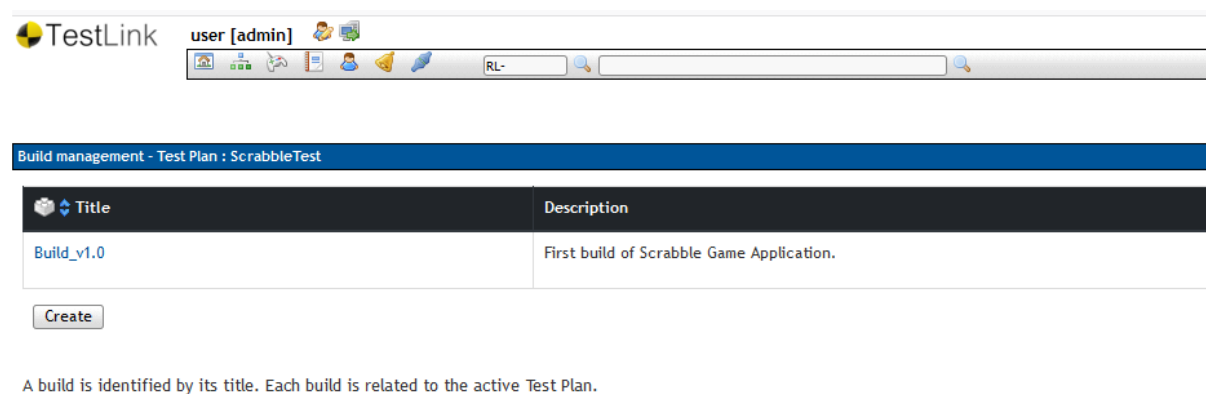 TestLink user [admin]
RL-
Build management - Test Plan : ScrabbleTest
Title Description
Build_v1.0 First build of Scrabble Game Application.
Create
A build is identified by its title. Each build is related to the active Test Plan.